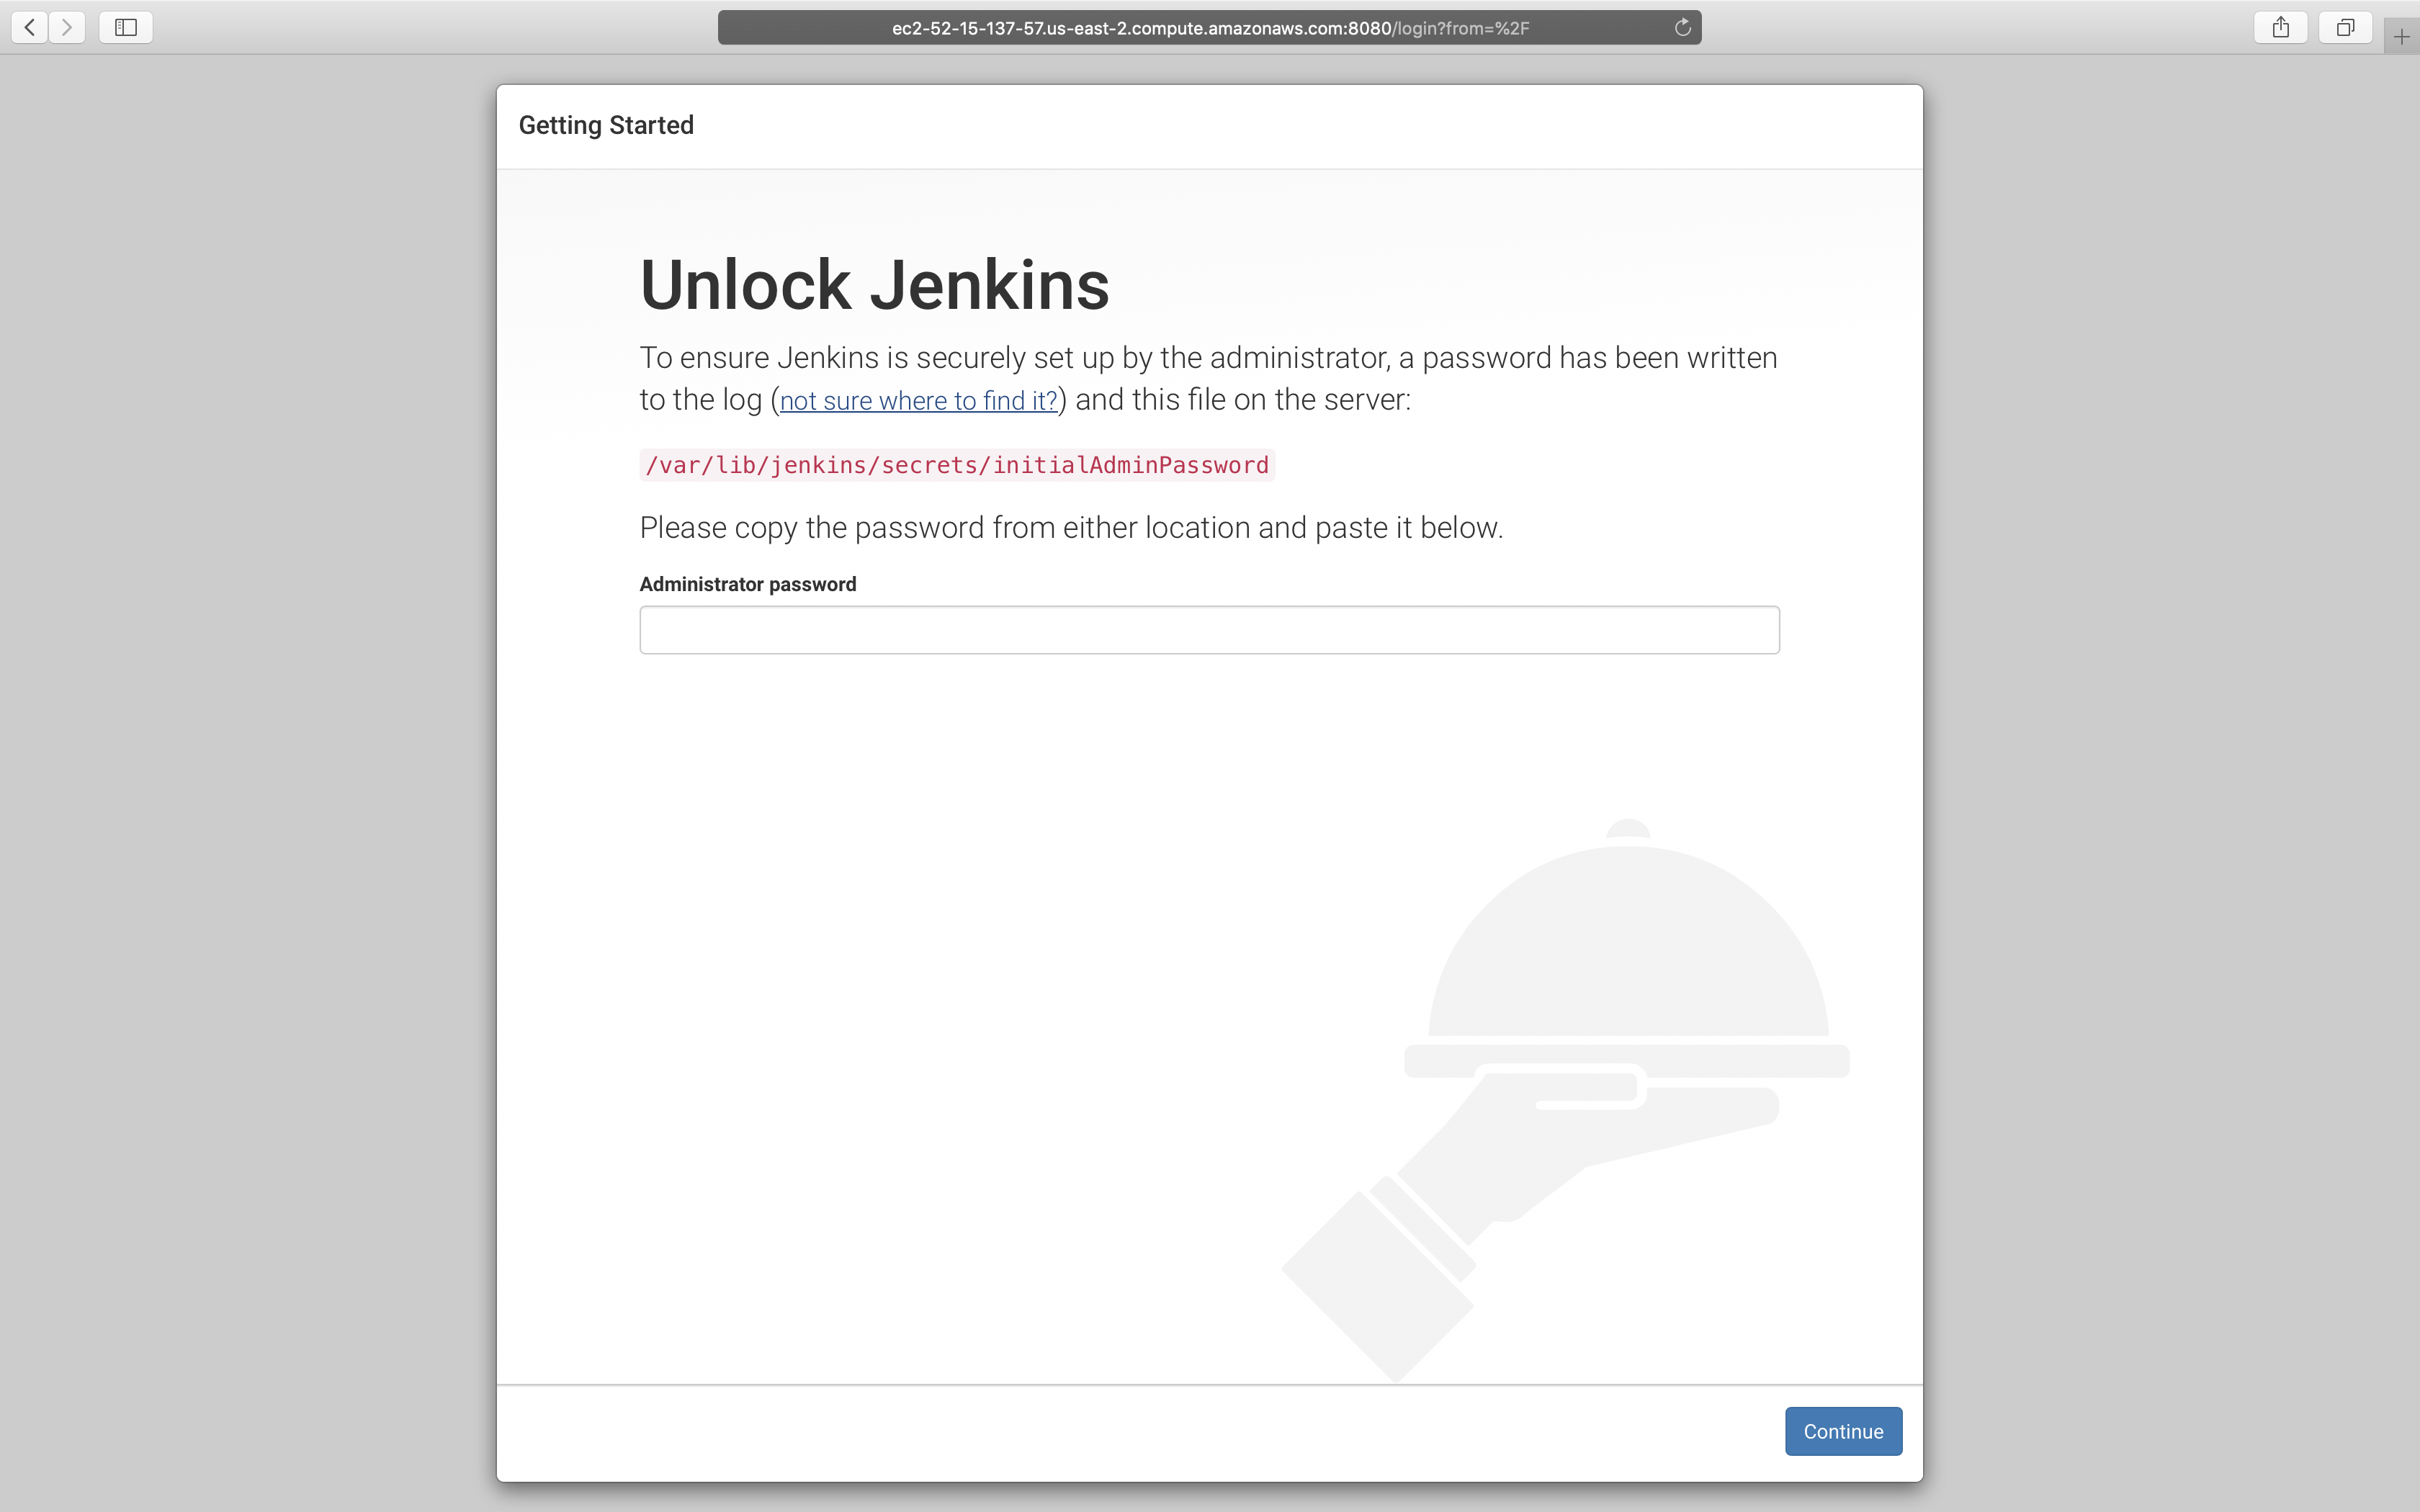 ec2-52-15-137-57.us-east-2.compute.amazonaws.com:8080/login?from=%2F
Getting Started
Unlock Jenkins
To ensure Jenkins is securely set up by the administrator, a password has been written
to the log (not sure where to find it?) and this file on the server:
/var/lib/jenkins/secrets/initialAdminPassword
Please copy the password from either location and paste it below.
Administrator password
Continue